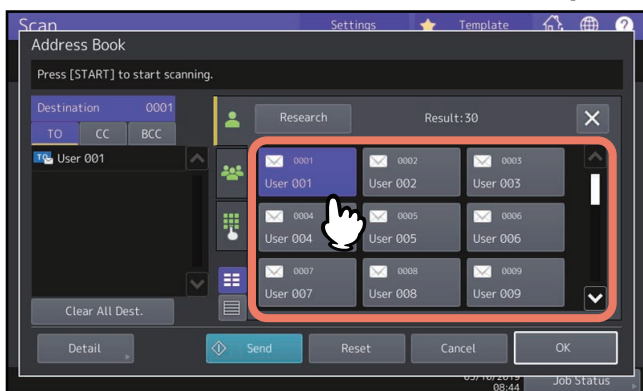 Scan Settings Template ?
Address Book
Press [START] to start scanning.
Destination 0001
TO CC BCC
TO User 001
Research Result:30
0001 0002 0003
User 001 User 002 User 003
0004 0005 0006
User 004 User 005 User 006
0007 0008 0009
User 007 User 008 User 009
Clear All Dest.
Detail Send Reset Cancel OK
08:44 Job Status